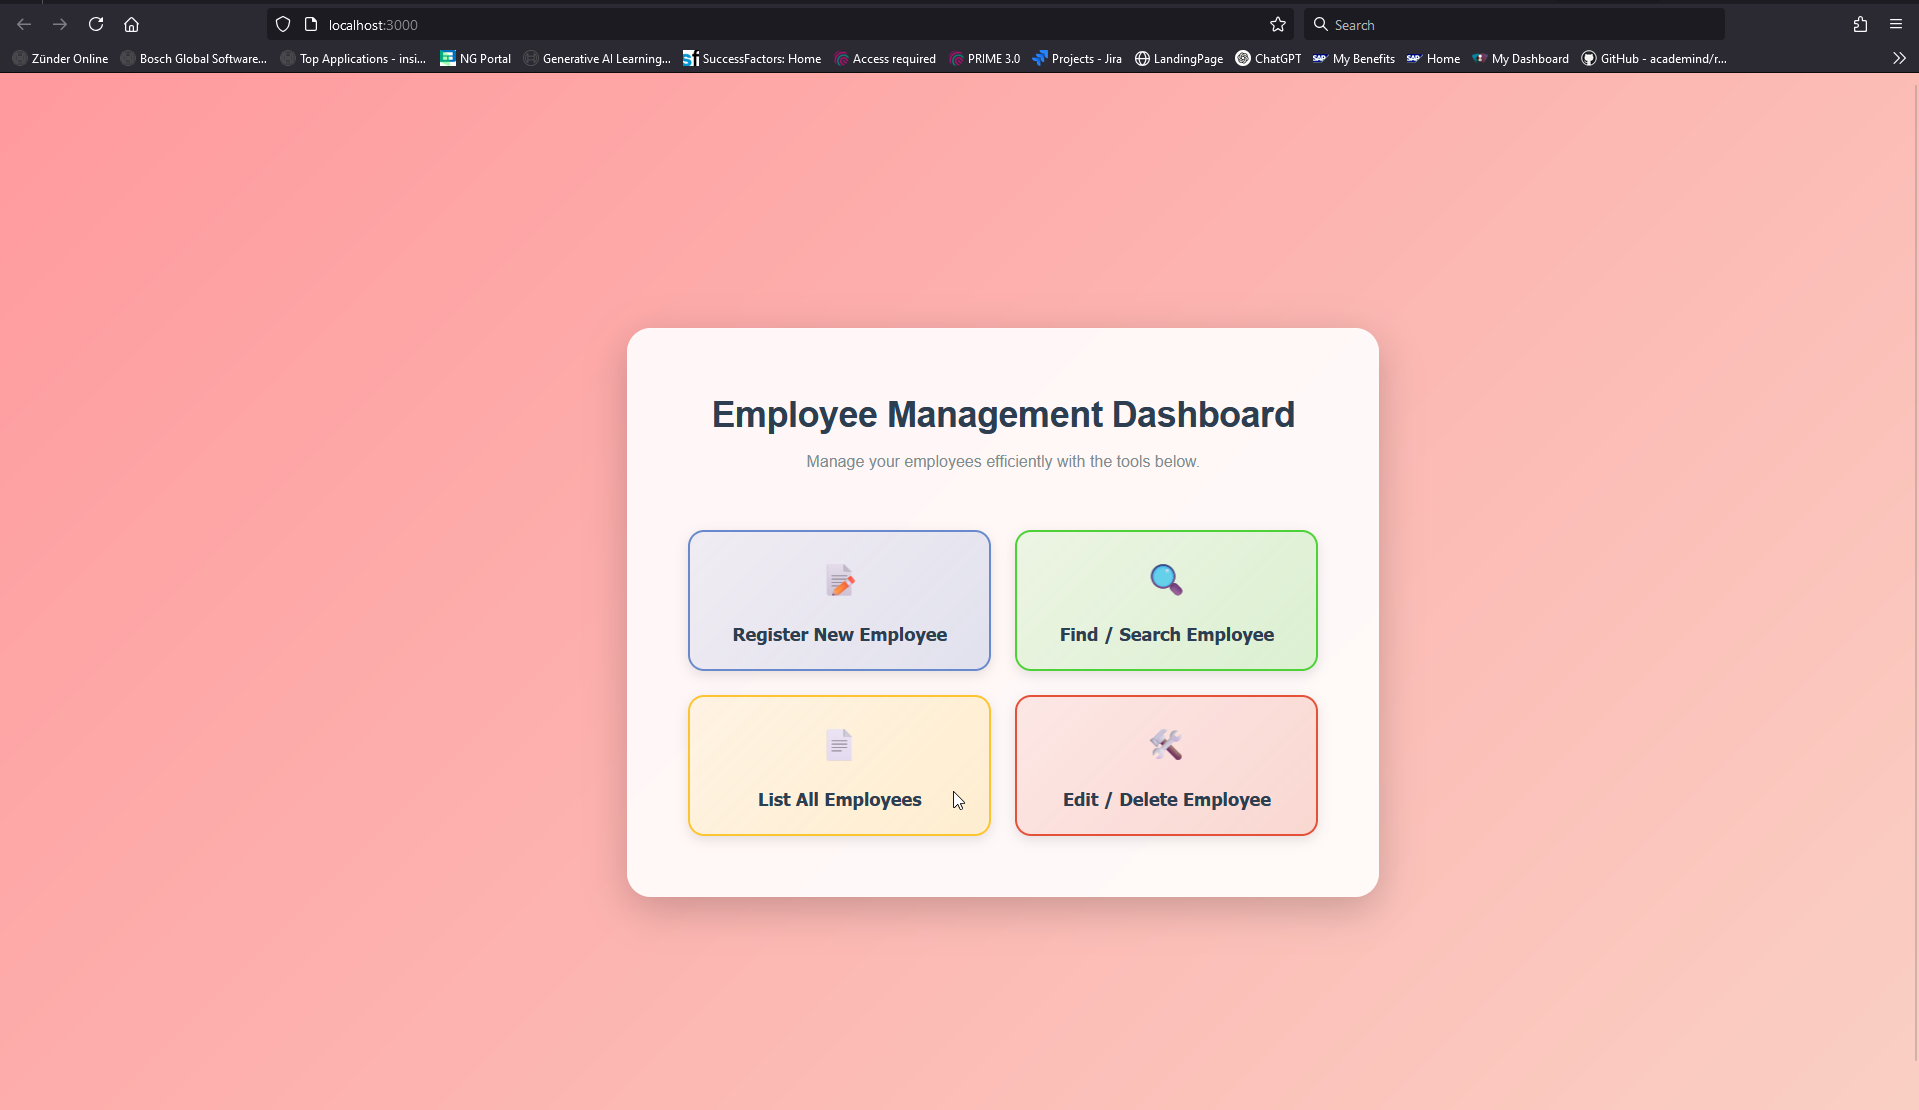 localhost:3000
Search
Zünder Online
Bosch Global Software...
Top Applications - insi...
NG Portal
Generative AI Learning...
SuccessFactors: Home
Access required
PRIME 3.0
Projects - Jira
LandingPage
ChatGPT
SAP
My Benefits
SAP
Home
My Dashboard
GitHub - academind/r...
Employee Management Dashboard
Manage your employees efficiently with the tools below.
Register New Employee
Find / Search Employee
List All Employees
Edit / Delete Employee